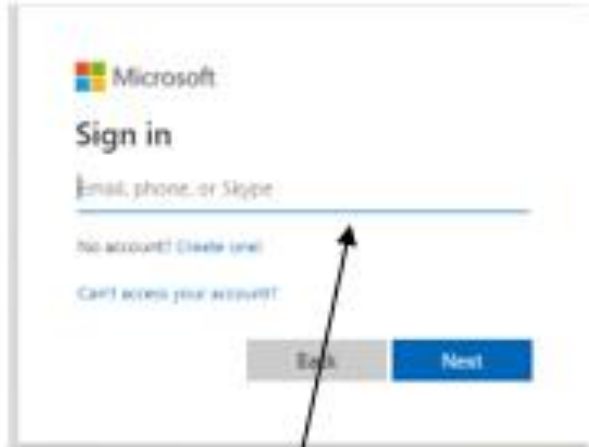 Microsoft
Sign in
Email, phone, or Skype
No account? Create one!
Can't access your account?
Back Next